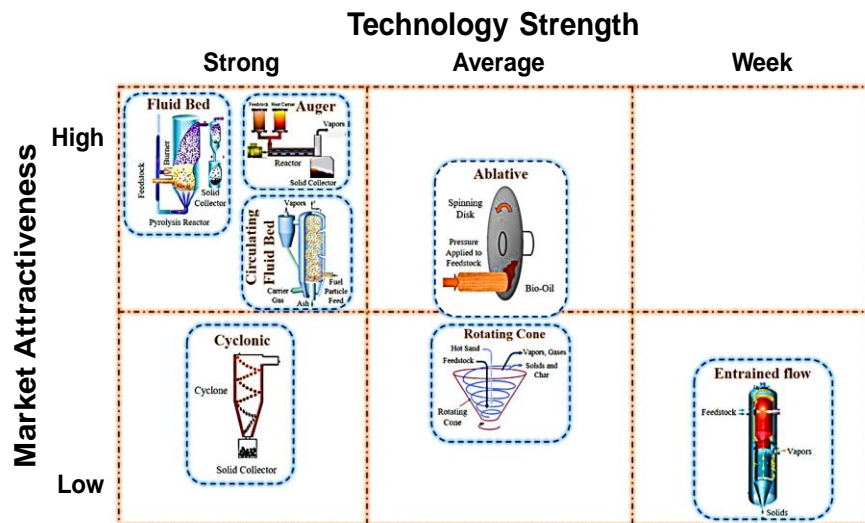 Technology Strength
Strong
Average
Week
Market Attractiveness
High
Low
Fluid Bed
Feedstock
Burner
Solid
Collector
Pyrolysis Reactor
Auger
Feedstock
Heat Carrier
Vapors
Reactor
Solid Collector
Circulating
Fluid Bed
Vapors
Carrier
Gas
Ash
Fuel
Particle
Feed
Ablative
Spinning
Disk
Pressure
Applied to
Feedstock
Bio-Oil
Cyclonic
Cyclone
Solid Collector
Rotating Cone
Hot Sand
Feedstock
Vapors, Gases
Solids and
Char
Rotating
Cone
Entrained flow
Feedstock
Vapors
Solids